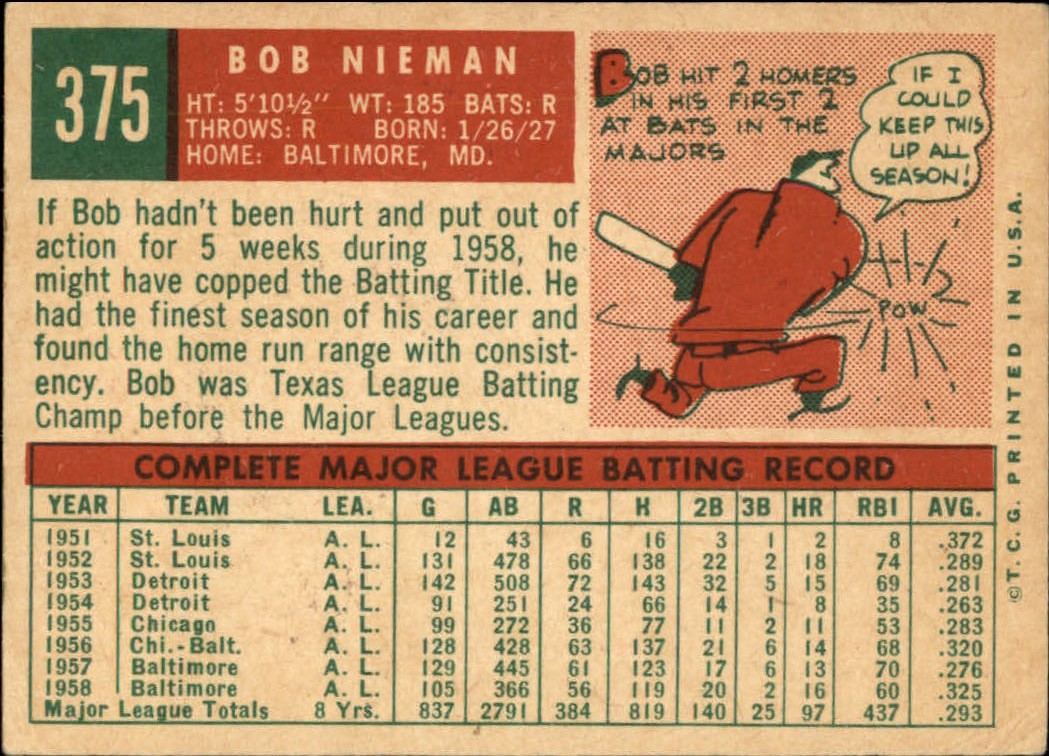 375
BOB NIEMAN
HT: 5'10½" WT: 185 BATS: R
THROWS: R BORN: 1/26/27
HOME: BALTIMORE, MD.
If Bob hadn't been hurt and put out of
action for 5 weeks during 1958, he
might have copped the Batting Title. He
had the finest season of his career and
found the home run range with consist-
ency. Bob was Texas League Batting
Champ before the Major Leagues.
BOB HIT 2 HOMERS
IN HIS FIRST 2
AT BATS IN THE
MAJORS
IF I
COULD
KEEP THIS
UP ALL
SEASON!
4-1-2
POW
©T. C. G. PRINTED IN U.S.A.
COMPLETE MAJOR LEAGUE BATTING RECORD
YEAR TEAM LEA. G AB R H 2B 3B HR RBI AVG.
1951 St. Louis A. L. 12 43 6 16 3 1 2 8 .372
1952 St. Louis A. L. 131 478 66 138 22 2 18 74 .289
1953 Detroit A. L. 142 508 72 143 32 5 15 69 .281
1954 Detroit A. L. 91 251 24 66 14 1 8 35 .263
1955 Chicago A. L. 99 272 36 77 11 2 11 53 .283
1956 Chi.-Balt. A. L. 128 428 63 137 21 6 14 68 .320
1957 Baltimore A. L. 129 445 61 123 17 6 13 70 .276
1958 Baltimore A. L. 105 366 56 119 20 2 16 60 .325
Major League Totals 8 Yrs. 837 2791 384 819 140 25 97 437 .293